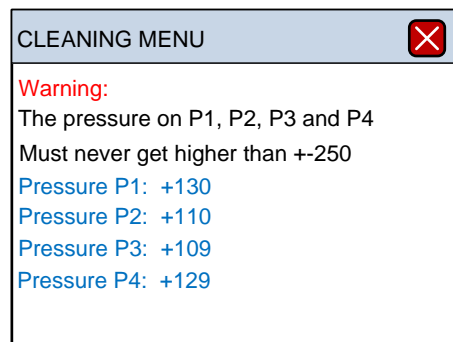 CLEANING MENU
Warning:
The pressure on P1, P2, P3 and P4
Must never get higher than +-250
Pressure P1: +130
Pressure P2: +110
Pressure P3: +109
Pressure P4: +129